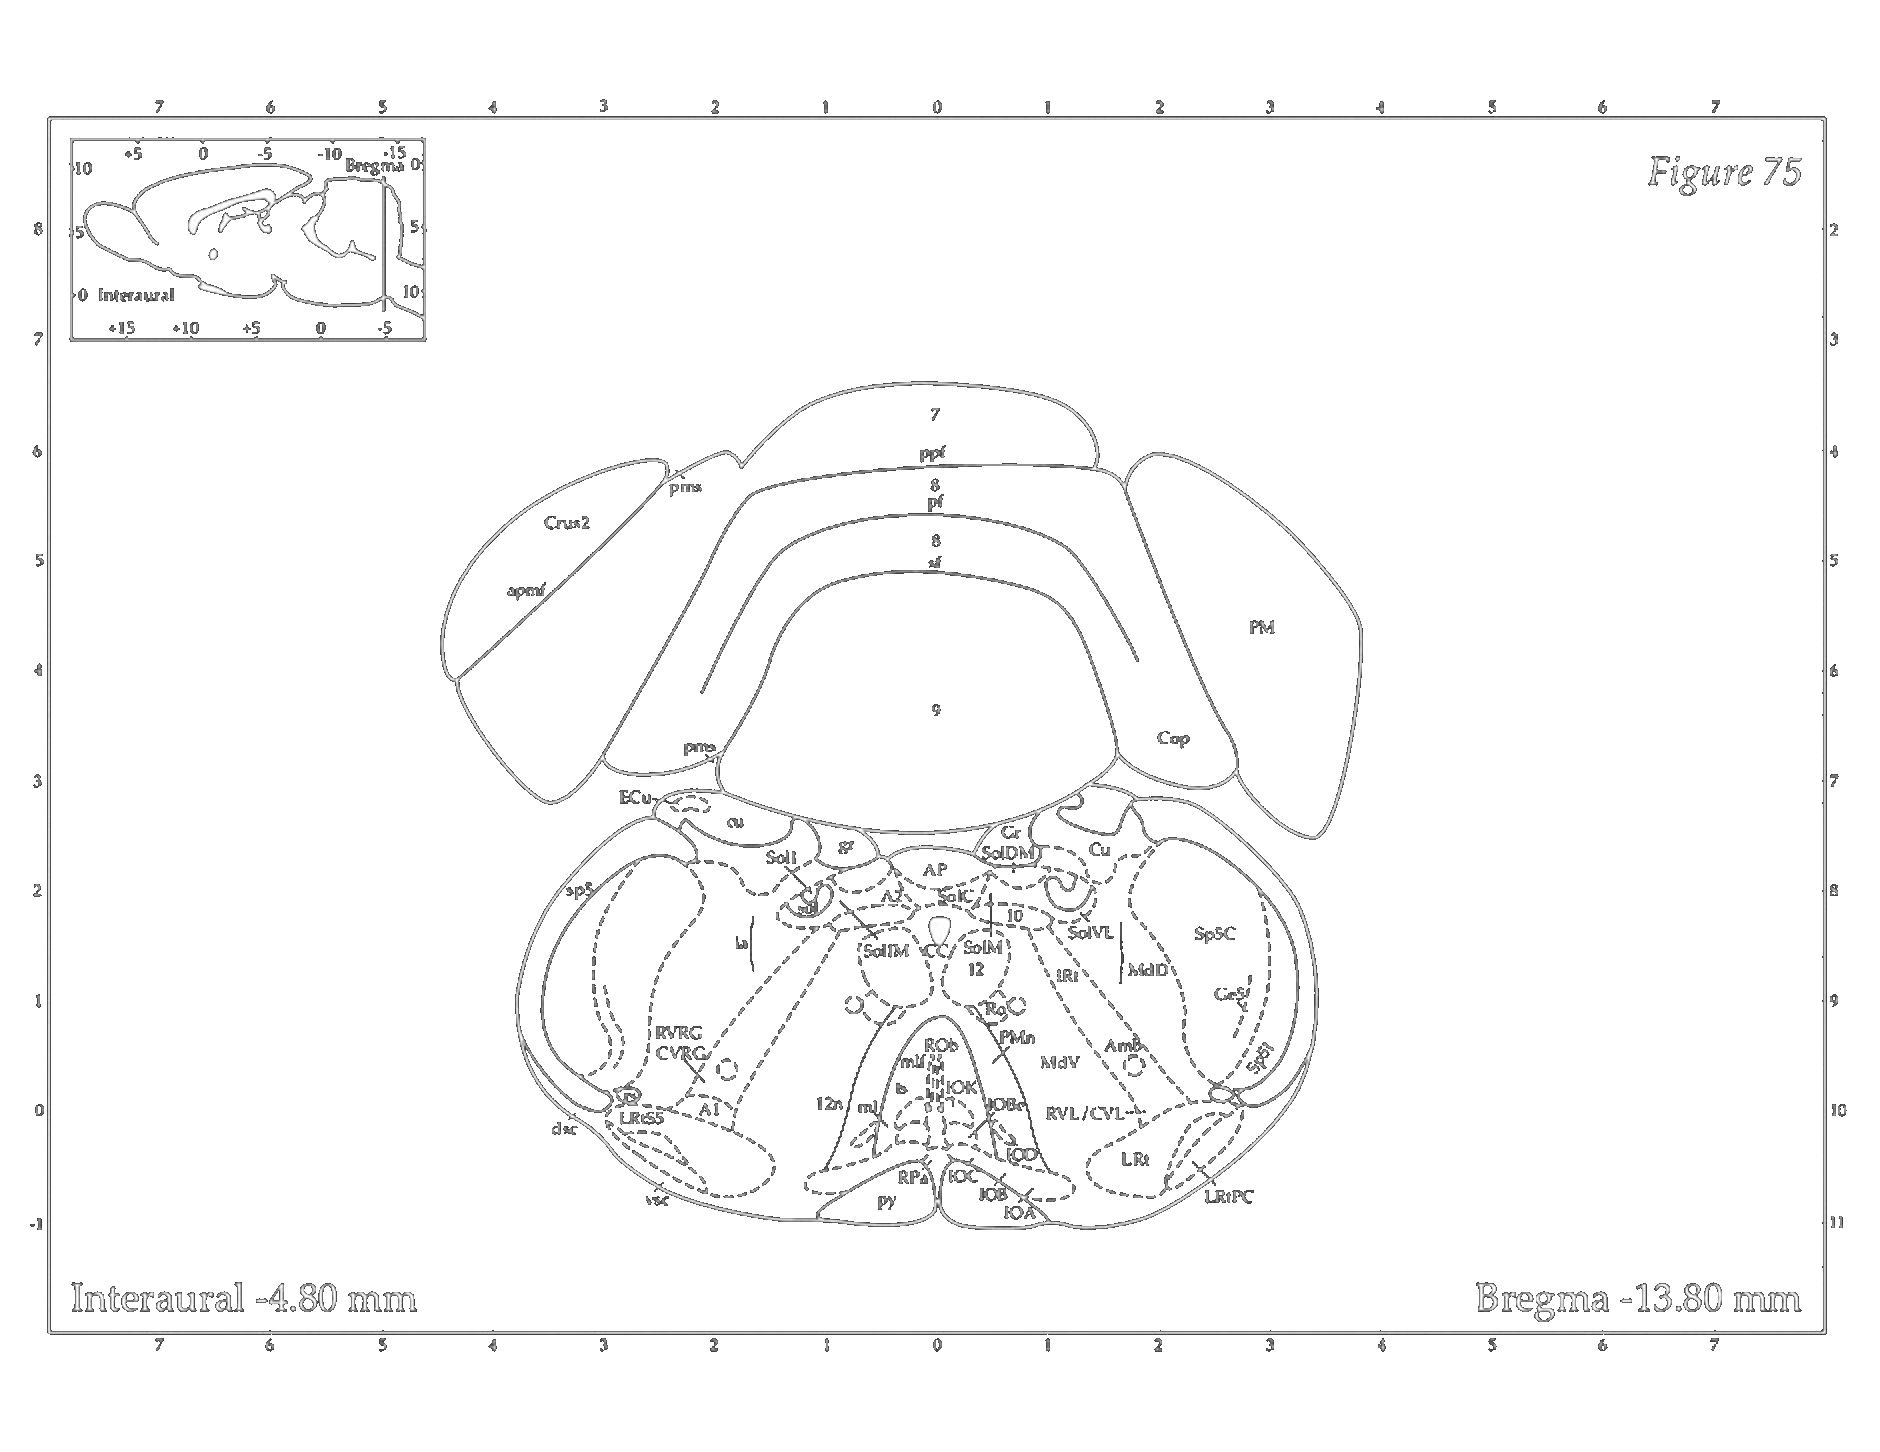 7 6 5 4 3 2 1 0 1 2 3 4 5 6 7
+5 0 -5 -10 -15
Bregma 0
10
5 5
0 Interaural 10
+15 +10 +5 0 -5
Figure 75
8 2
7 3
6 4
5 5
4 6
3 7
2 8
1 9
0 10
-1 11
7
ppf
8
pms
pf
Crus2
8
sf
apmf
PM
9
Cop
pms
ECu
cu
Gr
gr
Cu
SolI
SolDM
AP
sp5
A2
SolC
sol
10
SolVL
Sp5C
ts
SolIM
CC
SolM
12
IRt
MdD
Ge5
Ro
RVRG
PMn
CVRG
ROb
Amb
mlf
MdV
Sp5I
ts
IOK
12n
ml
IOBe
A1
RVL/CVL
rs
LRtS5
dsc
IOD
LRt
RPa
IOC
vsc
py
IOB
LRtPC
IOA
Interaural -4.80 mm
Bregma -13.80 mm
7 6 5 4 3 2 1 0 1 2 3 4 5 6 7